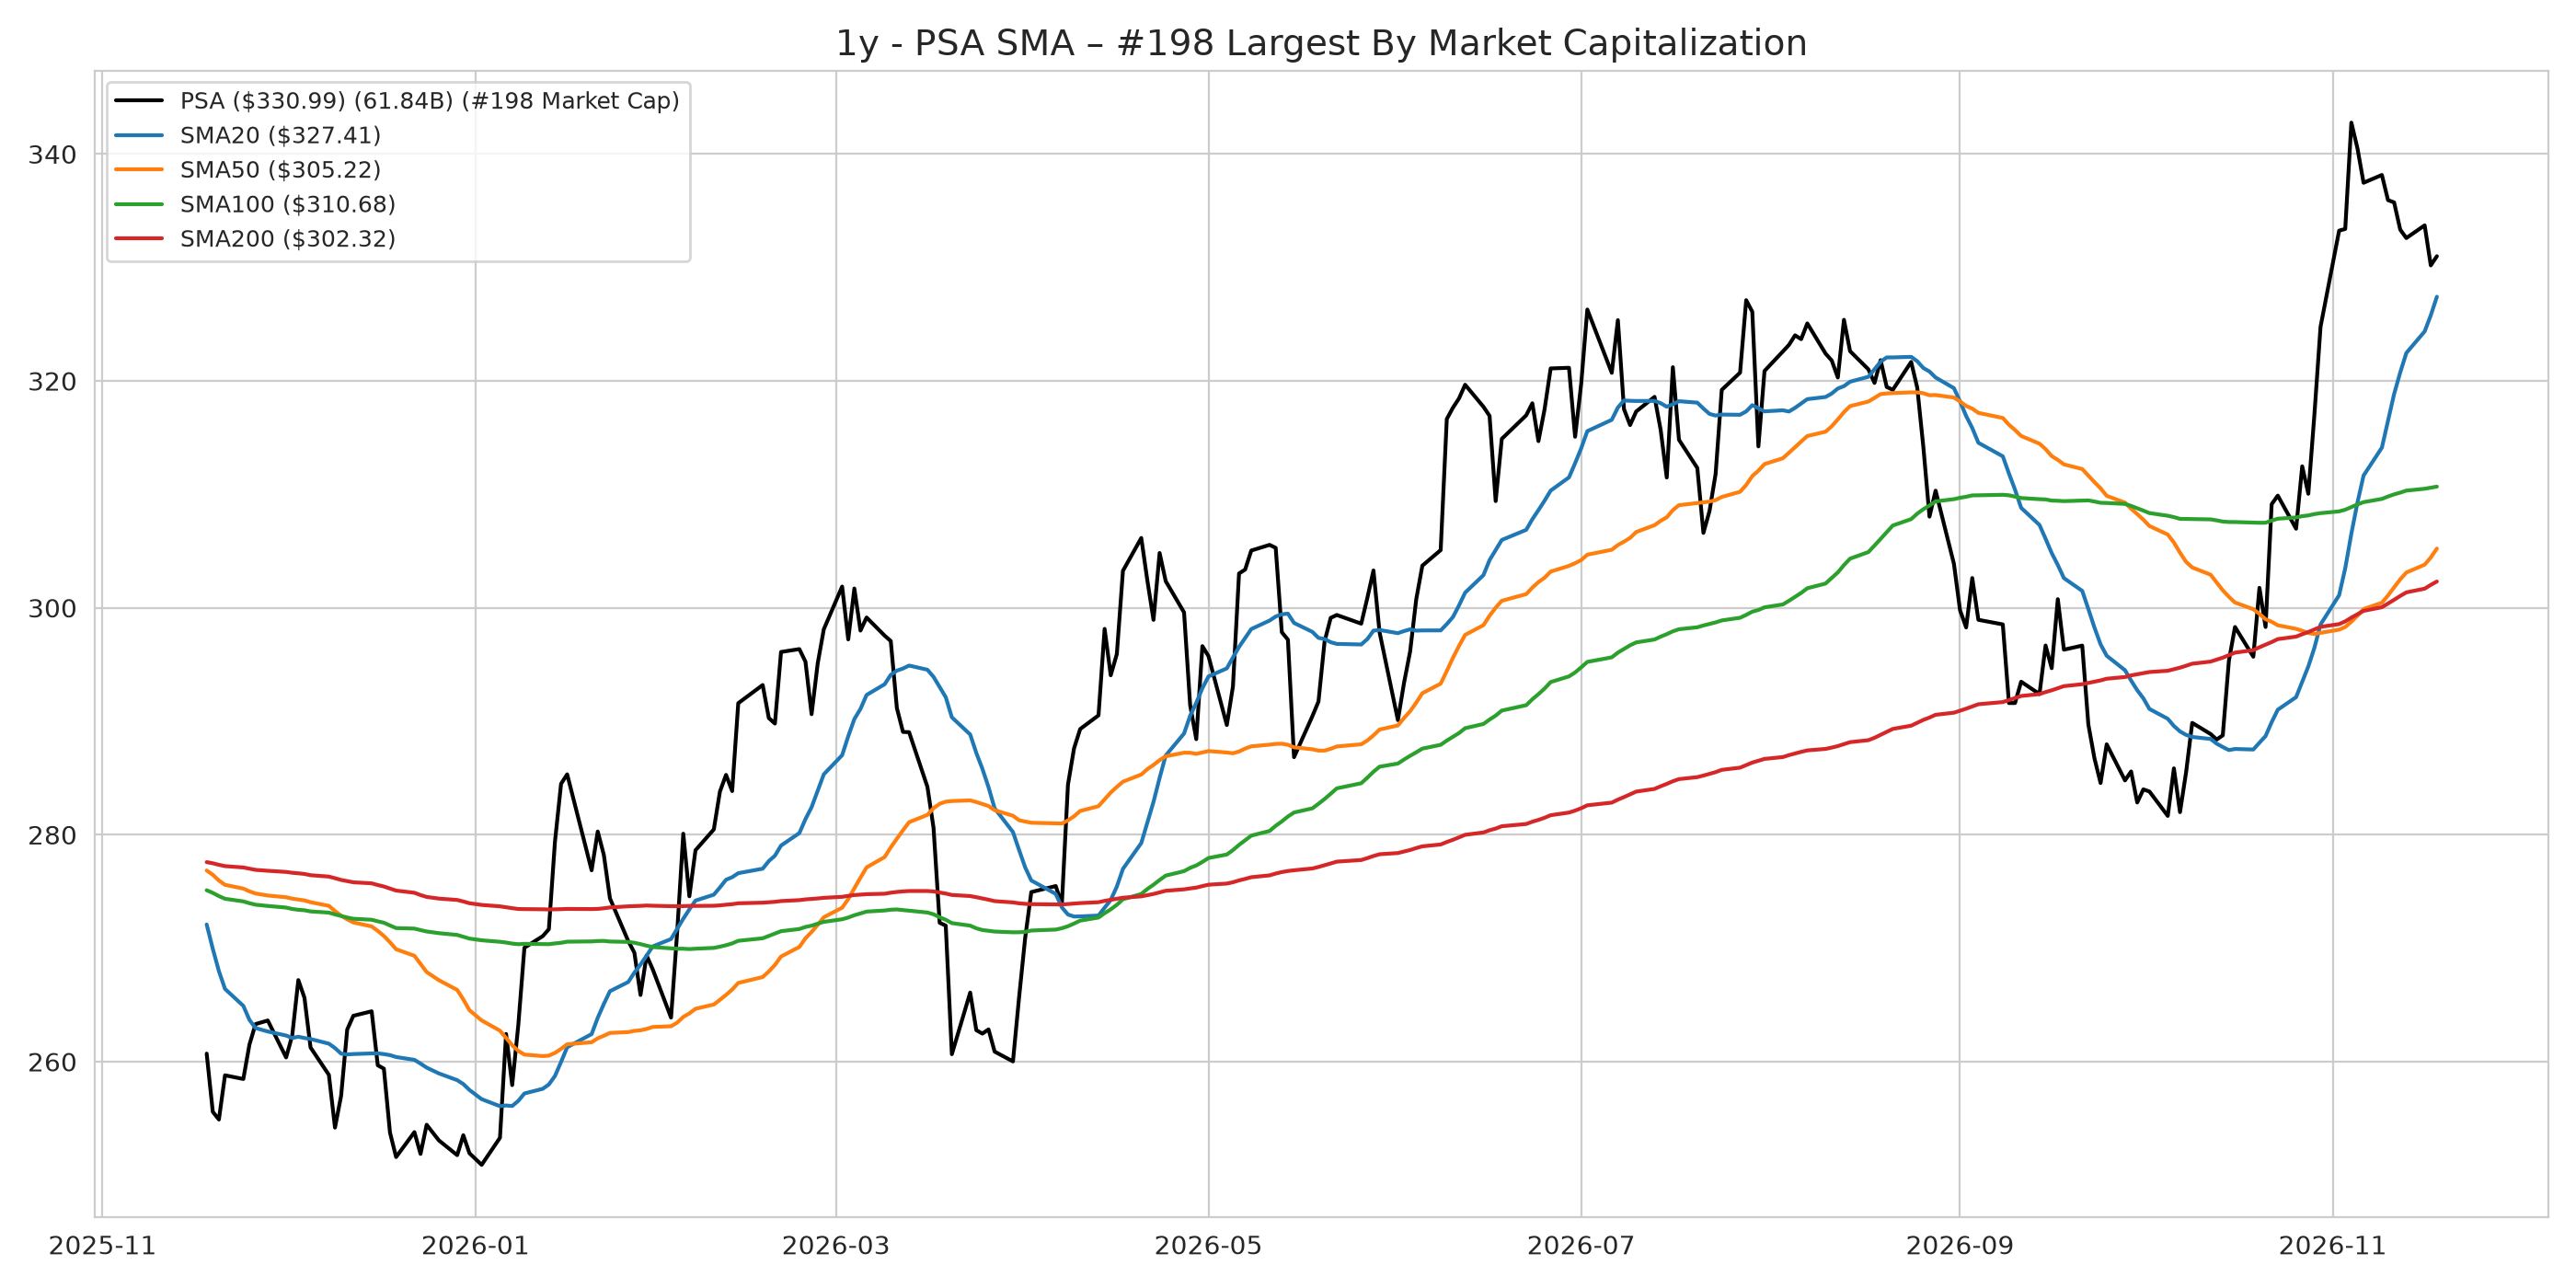 1y - PSA SMA – #198 Largest By Market Capitalization
PSA ($330.99) (61.84B) (#198 Market Cap)
SMA20 ($327.41)
SMA50 ($305.22)
SMA100 ($310.68)
SMA200 ($302.32)
340
320
300
280
260
2025-11
2026-01
2026-03
2026-05
2026-07
2026-09
2026-11